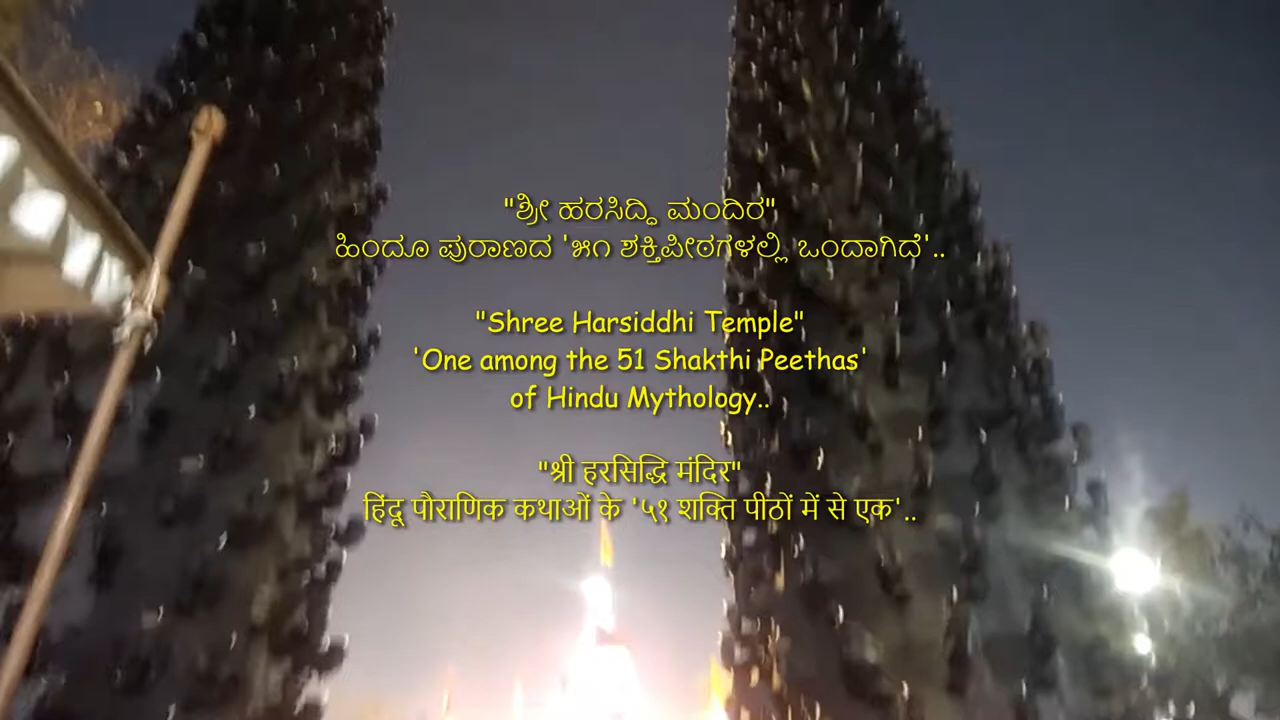 "ಶ್ರೀ ಹರಸಿದ್ಧಿ ಮಂದಿರ"
ಹಿಂದೂ ಪುರಾಣದ '೫೧ ಶಕ್ತಿಪೀಠಗಳಲ್ಲಿ ಒಂದಾಗಿದೆ'..
"Shree Harsiddhi Temple"
'One among the 51 Shakthi Peethas'
of Hindu Mythology..
"श्री हरसिद्धि मंदिर"
हिंदू पौराणिक कथाओं के '५१ शक्ति पीठों में से एक'..